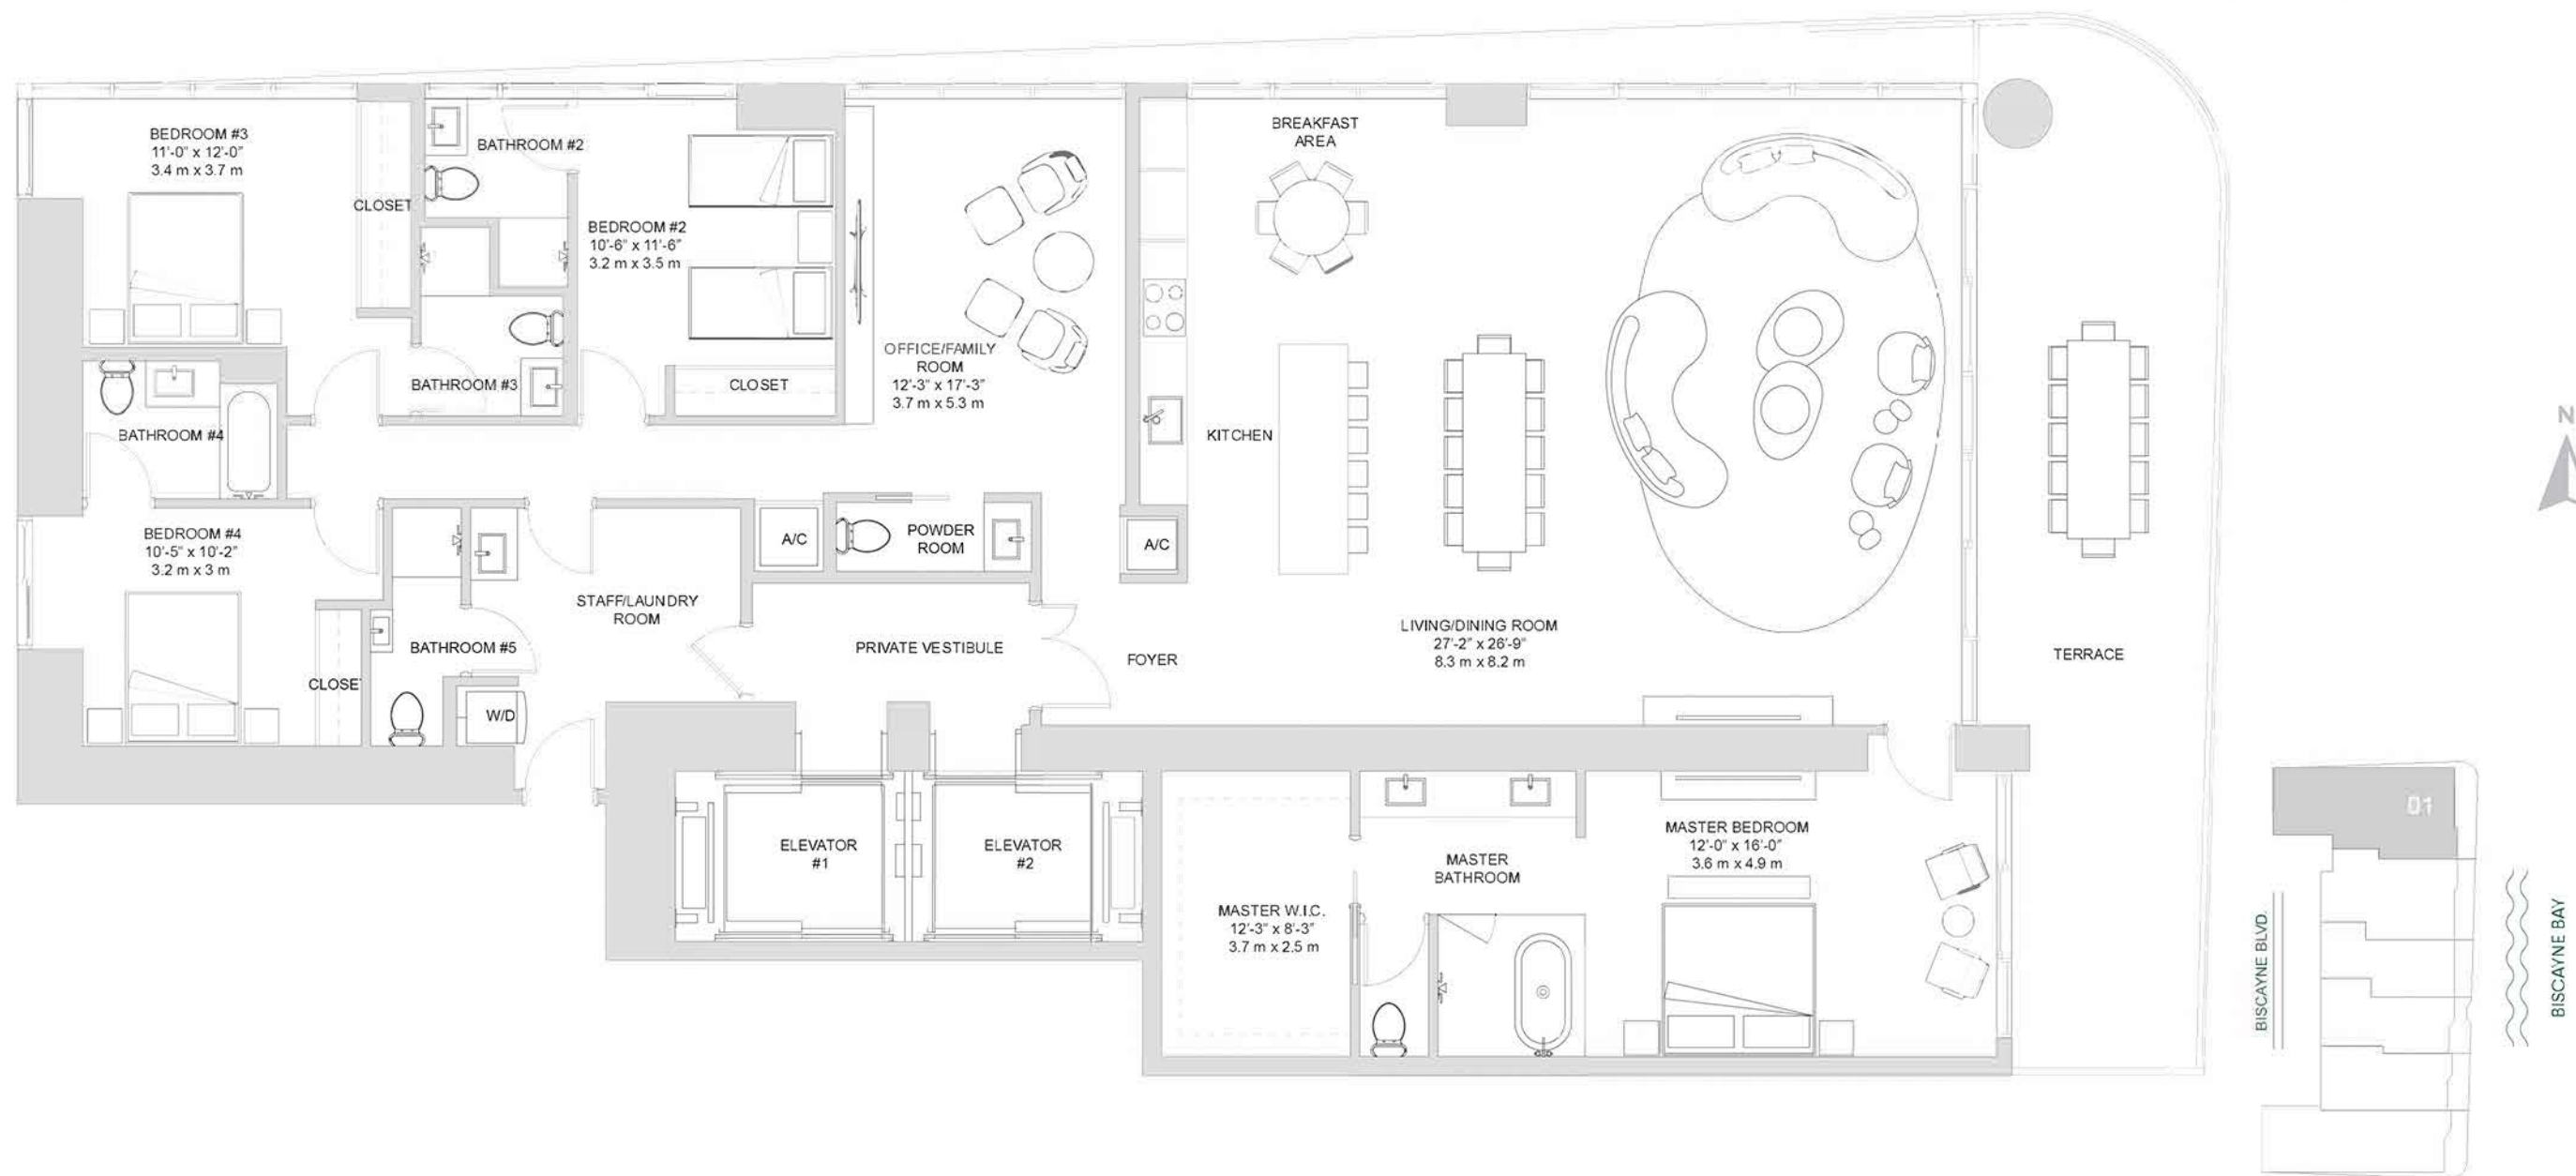 BEDROOM #3
11'-0" x 12'-0"
3.4 m x 3.7 m
CLOSET
BATHROOM #2
BEDROOM #2
10'-6" x 11'-6"
3.2 m x 3.5 m
BATHROOM #3
CLOSET
OFFICE/FAMILY
ROOM
12'-3" x 17'-3"
3.7 m x 5.3 m
BREAKFAST
AREA
KITCHEN
BATHROOM #4
BEDROOM #4
10'-5" x 10'-2"
3.2 m x 3 m
CLOSE
BATHROOM #5
W/D
STAFF/LAUNDRY
ROOM
A/C
POWDER
ROOM
A/C
PRIVATE VESTIBULE
FOYER
LIVING/DINING ROOM
27'-2" x 26'-9"
8.3 m x 8.2 m
TERRACE
ELEVATOR
#1
ELEVATOR
#2
MASTER W.I.C.
12'-3" x 8'-3"
3.7 m x 2.5 m
MASTER
BATHROOM
MASTER BEDROOM
12'-0" x 16'-0"
3.6 m x 4.9 m
N
01
BISCAYNE BLVD.
BISCAYNE BAY